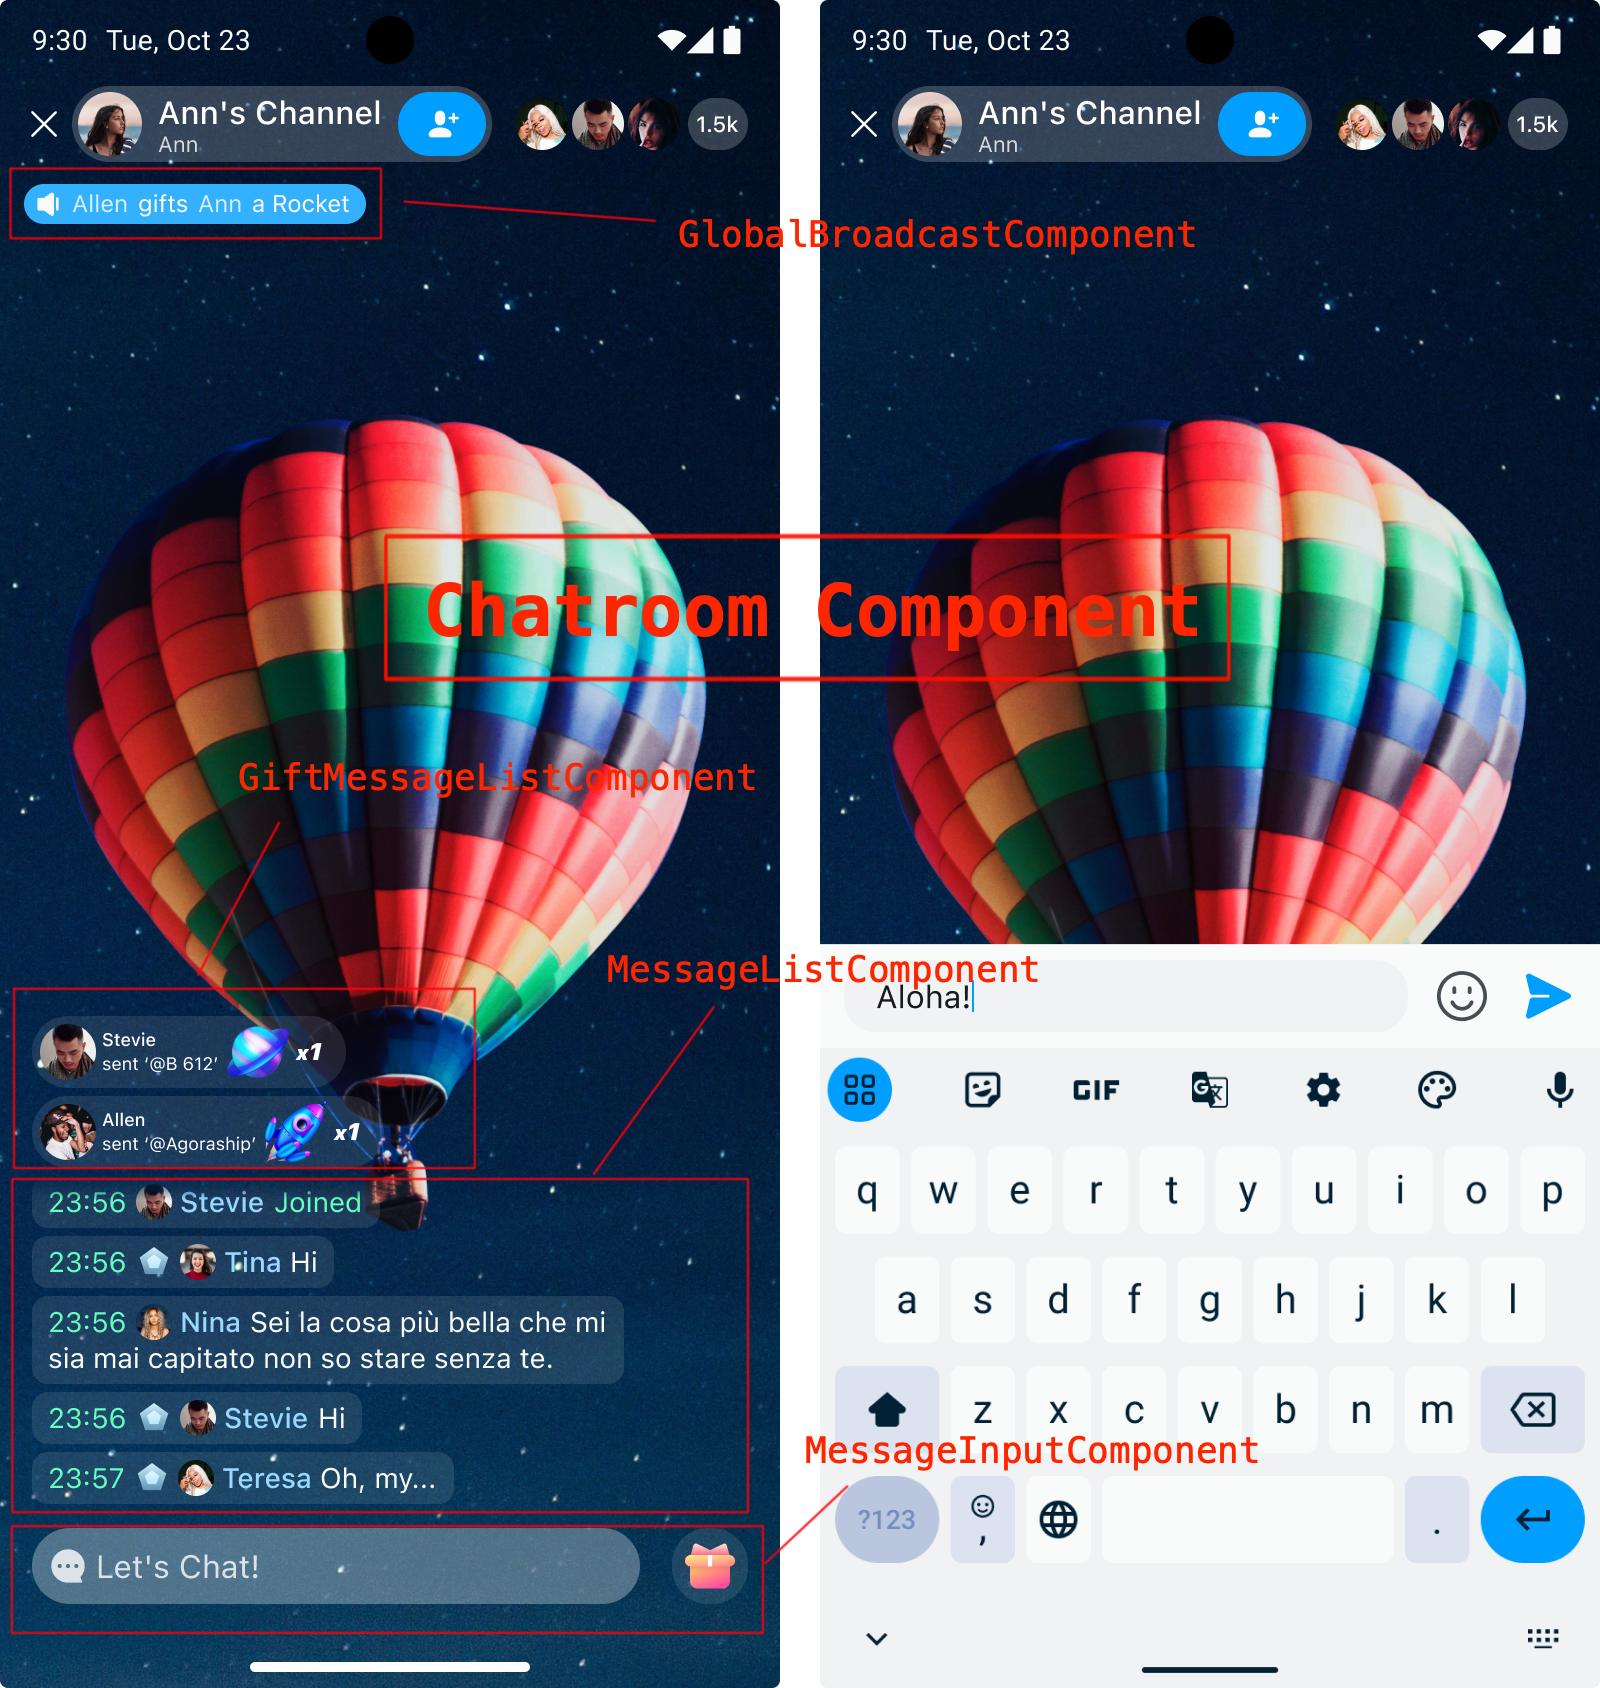 9:30 Tue, Oct 23
Ann's Channel
Ann
1.5k
Allen gifts Ann a Rocket
GlobalBroadcastComponent
9:30 Tue, Oct 23
Ann's Channel
Ann
1.5k
Chatroom Component
GiftMessageListComponent
MessageListComponent
Stevie
sent ‘@B 612’
x1
Allen
sent ‘@Agoraship’
x1
23:56 Stevie Joined
23:56 Tina Hi
23:56 Nina Sei la cosa più bella che mi
sia mai capitato non so stare senza te.
23:56 Stevie Hi
23:57 Teresa Oh, my...
Let's Chat!
Aloha!
GIF
G
q w e r t y u i o p
a s d f g h j k l
z x c v b n m
MessageInputComponent
?123 , .